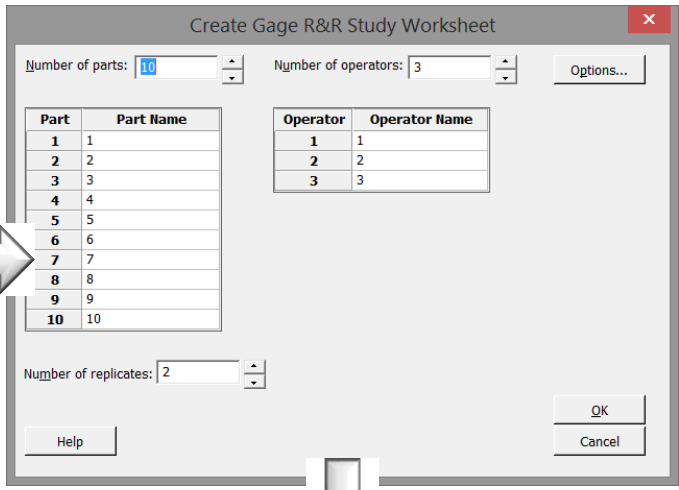 Create Gage R&R Study Worksheet
×
Number of parts: 10
Number of operators: 3
Options...
Part Part Name
1 1
2 2
3 3
4 4
5 5
6 6
7 7
8 8
9 9
10 10
Operator Operator Name
1 1
2 2
3 3
Number of replicates: 2
OK
Help
Cancel